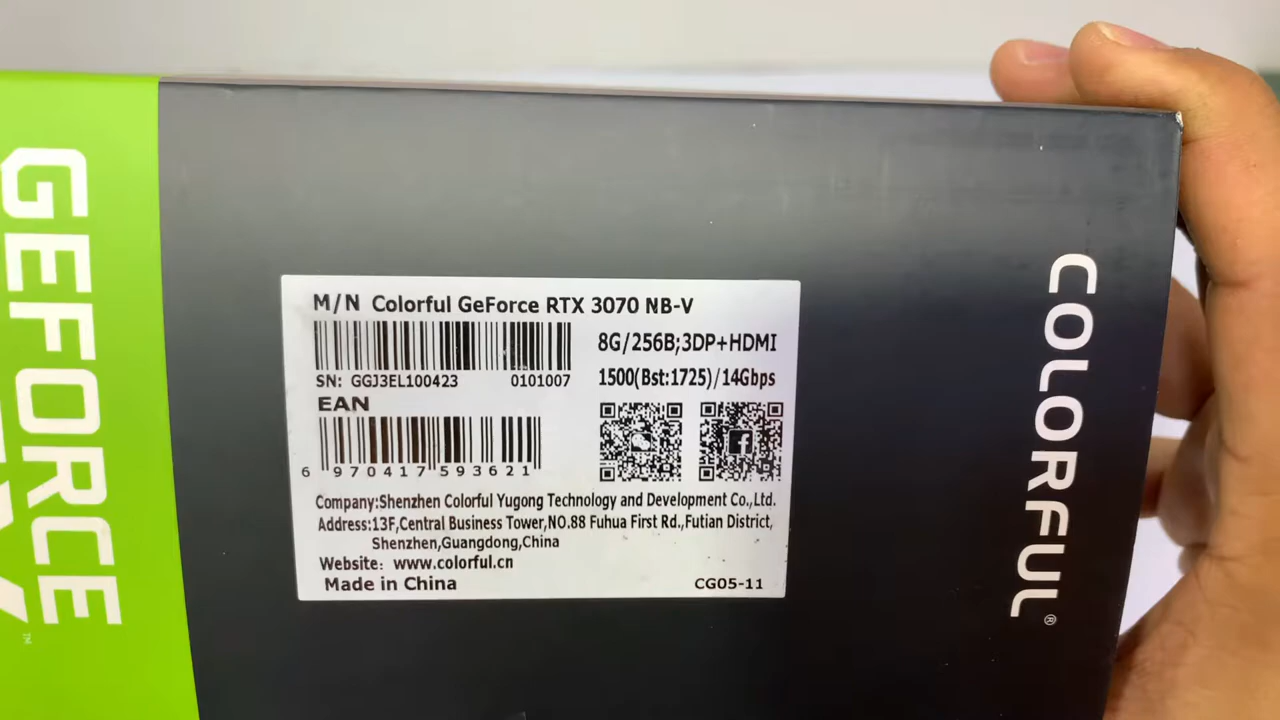 GEFORCE
™
M/N Colorful GeForce RTX 3070 NB-V
8G/256B;3DP+HDMI
SN: GGJ3EL100423 0101007
1500(Bst:1725)/14Gbps
EAN
6 970417 593621
Company:Shenzhen Colorful Yugong Technology and Development Co.,Ltd.
Address:13F,Central Business Tower,NO.88 Fuhua First Rd.,Futian District,
Shenzhen,Guangdong,China
Website: www.colorful.cn
Made in China CG05-11
COLORFUL®